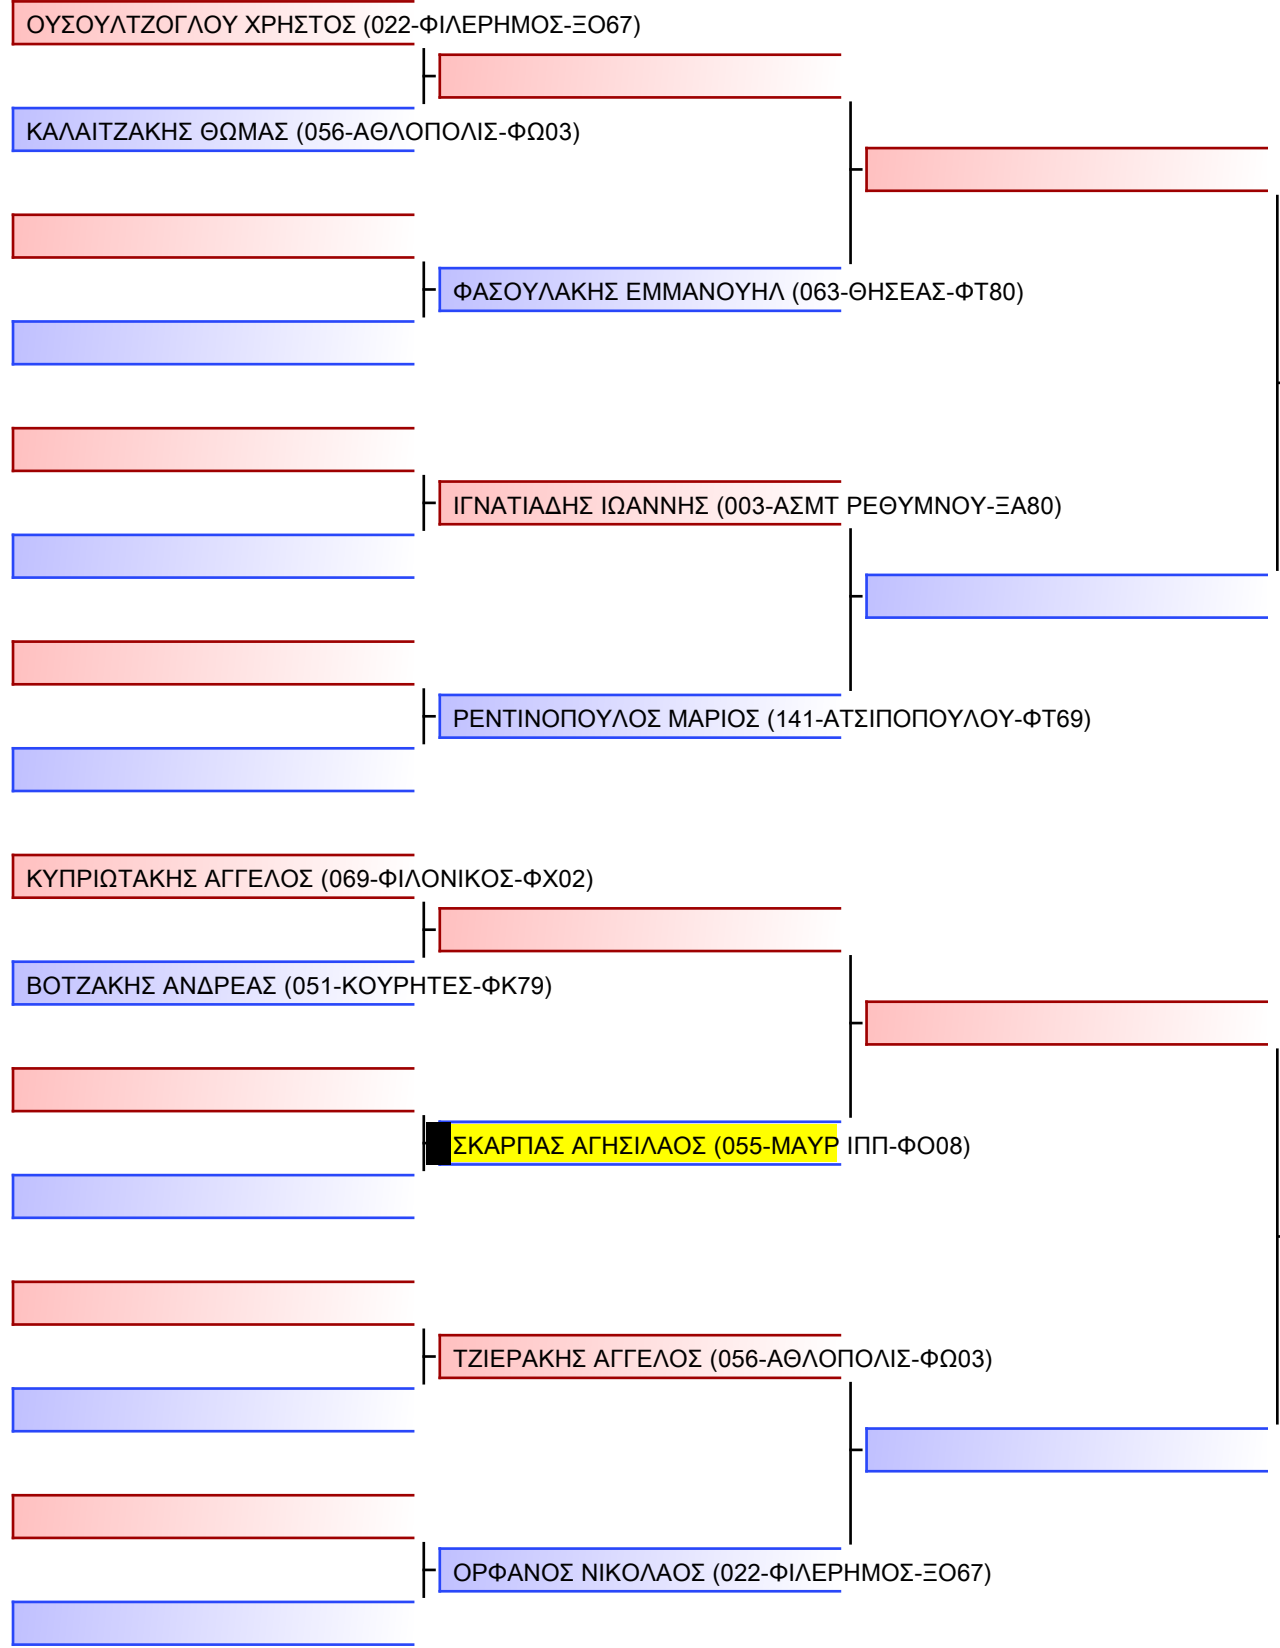 ΟΥΣΟΥΛΤΖΟΓΛΟΥ ΧΡΗΣΤΟΣ (022-ΦΙΛΕΡΗΜΟΣ-ΞΟ67)
ΚΑΛΑΙΤΖΑΚΗΣ ΘΩΜΑΣ (056-ΑΘΛΟΠΟΛΙΣ-ΦΩ03)
ΦΑΣΟΥΛΑΚΗΣ ΕΜΜΑΝΟΥΗΛ (063-ΘΗΣΕΑΣ-ΦΤ80)
ΙΓΝΑΤΙΑΔΗΣ ΙΩΑΝΝΗΣ (003-ΑΣΜΤ ΡΕΘΥΜΝΟΥ-ΞΑ80)
ΡΕΝΤΙΝΟΠΟΥΛΟΣ ΜΑΡΙΟΣ (141-ΑΤΣΙΠΟΠΟΥΛΟΥ-ΦΤ69)
ΚΥΠΡΙΩΤΑΚΗΣ ΑΓΓΕΛΟΣ (069-ΦΙΛΟΝΙΚΟΣ-ΦΧ02)
ΒΟΤΖΑΚΗΣ ΑΝΔΡΕΑΣ (051-ΚΟΥΡΗΤΕΣ-ΦΚ79)
ΣΚΑΡΠΑΣ ΑΓΗΣΙΛΑΟΣ (055-ΜΑΥΡ ΙΠΠ-ΦΟ08)
ΤΖΙΕΡΑΚΗΣ ΑΓΓΕΛΟΣ (056-ΑΘΛΟΠΟΛΙΣ-ΦΩ03)
ΟΡΦΑΝΟΣ ΝΙΚΟΛΑΟΣ (022-ΦΙΛΕΡΗΜΟΣ-ΞΟ67)